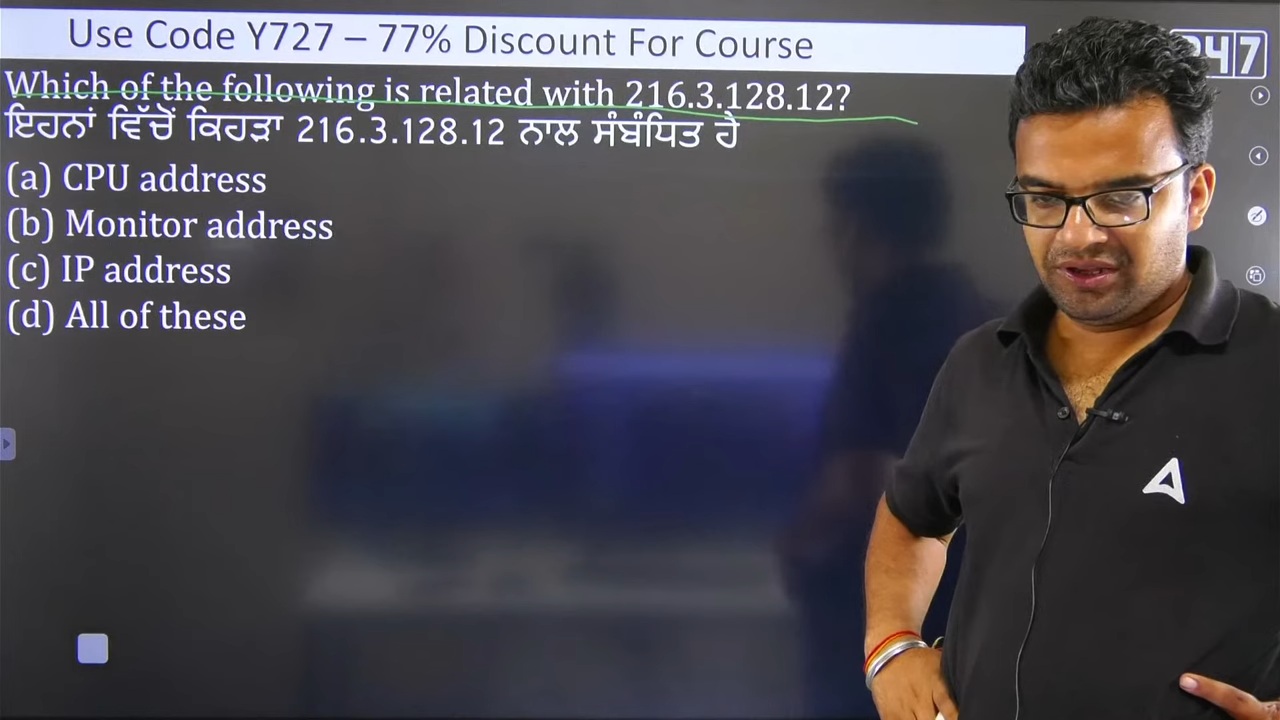 Use Code Y727 – 77% Discount For Course
Which of the following is related with 216.3.128.12?
ਇਹਨਾਂ ਵਿੱਚੋਂ ਕਿਹੜਾ 216.3.128.12 ਨਾਲ ਸੰਬੰਧਿਤ ਹੈ
(a) CPU address
(b) Monitor address
(c) IP address
(d) All of these